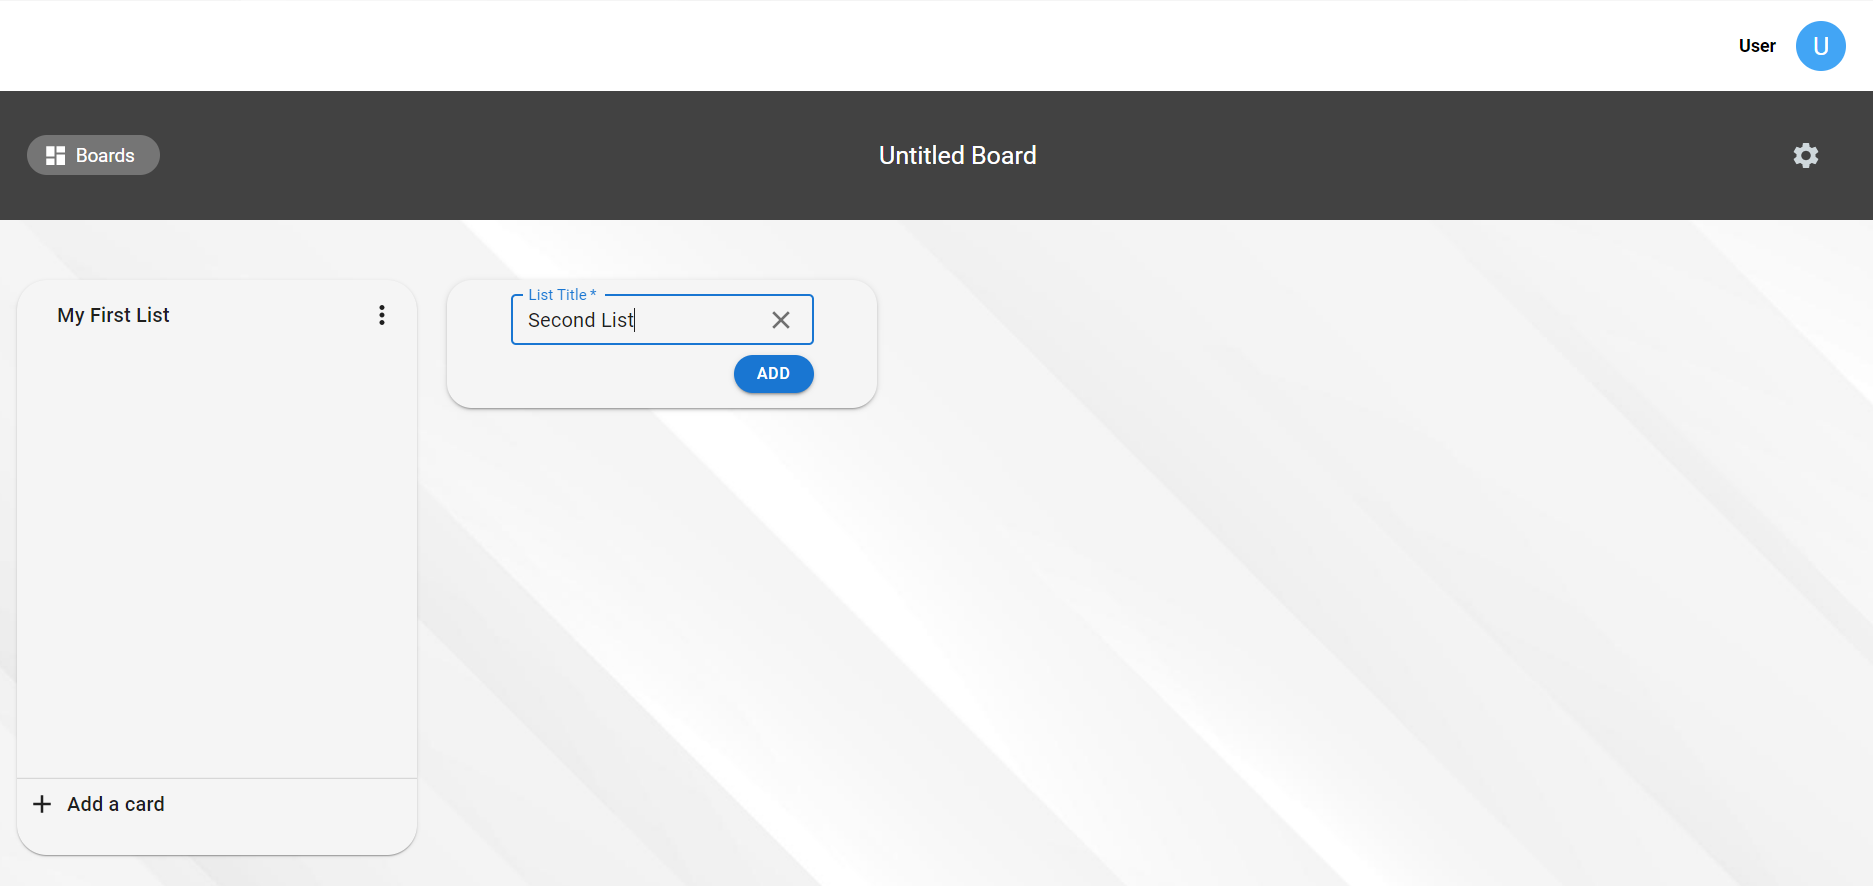 User
U
Boards
Untitled Board
My First List
List Title *
Second List
ADD
Add a card